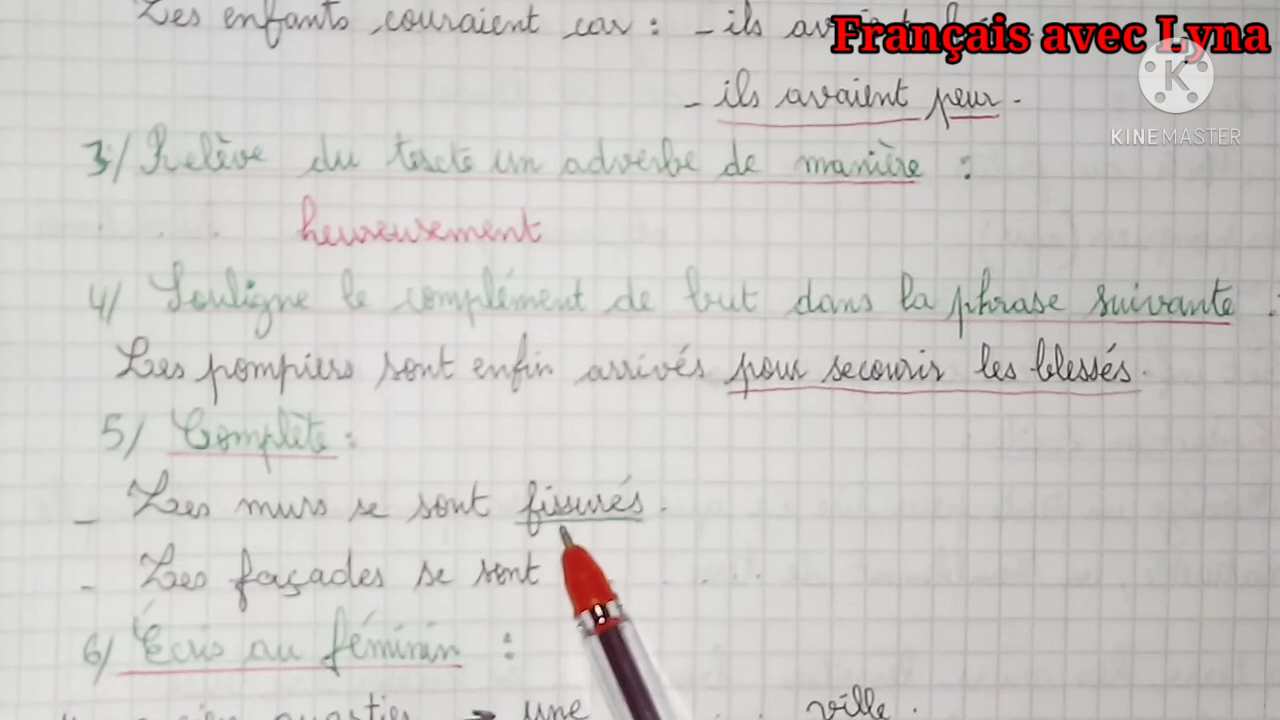 Les enfants couraient car : - ils
Français avec Lyna
- ils avaient peur.
KINEMASTER
3/ Relève du texte un adverbe de manière :
heureusement
4/ Souligne le complément de but dans la phrase suivante :
Les pompiers sont enfin arrivés pour secourir les blessés.
5/ Complète :
- Les murs se sont fissurés.
- Les façades se sont . . . .
6/ Écris au féminin :
quartier → une . . . ville.